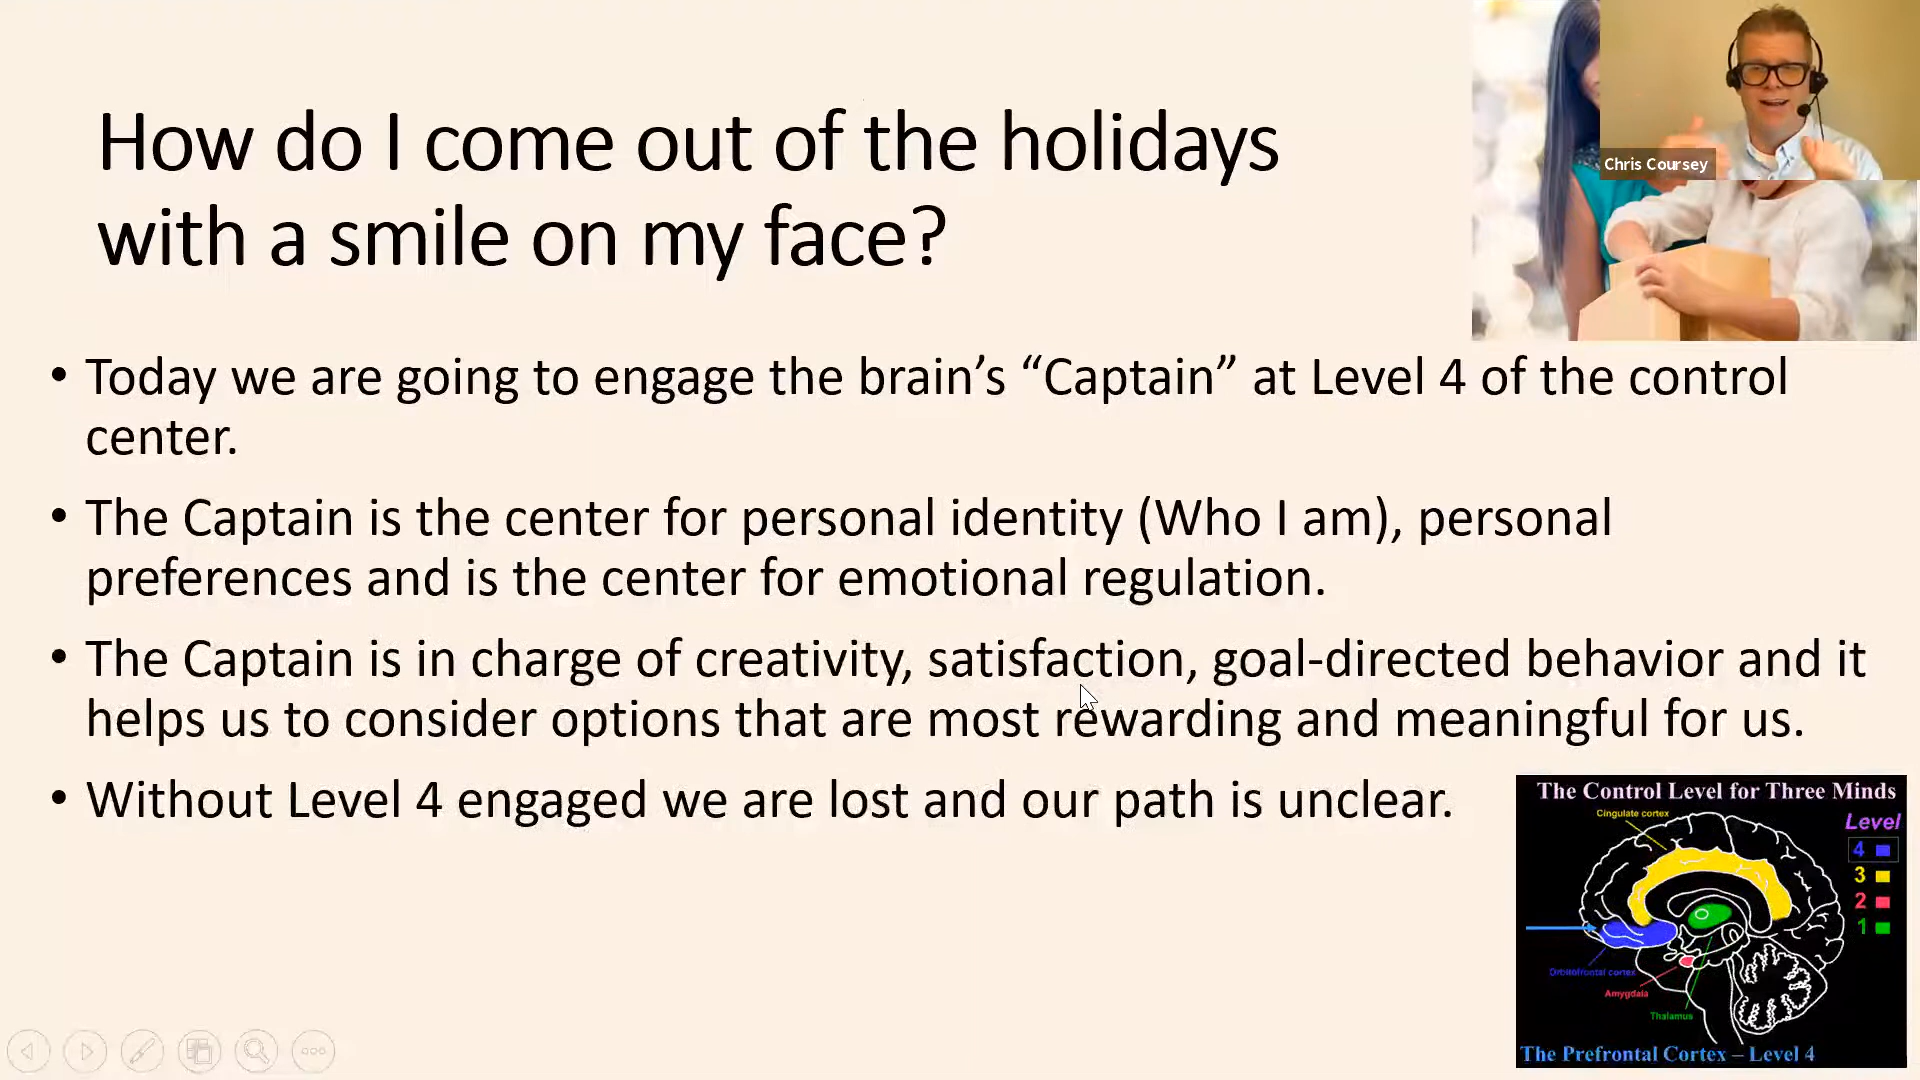 How do I come out of the holidays
with a smile on my face?
Chris Coursey
• Today we are going to engage the brain’s “Captain” at Level 4 of the control
center.
• The Captain is the center for personal identity (Who I am), personal
preferences and is the center for emotional regulation.
• The Captain is in charge of creativity, satisfaction, goal-directed behavior and it
helps us to consider options that are most rewarding and meaningful for us.
• Without Level 4 engaged we are lost and our path is unclear.
The Control Level for Three Minds
Cingulate cortex
Level
4
3
2
1
Orbitofrontal cortex
Amygdala
Thalamus
The Prefrontal Cortex – Level 4